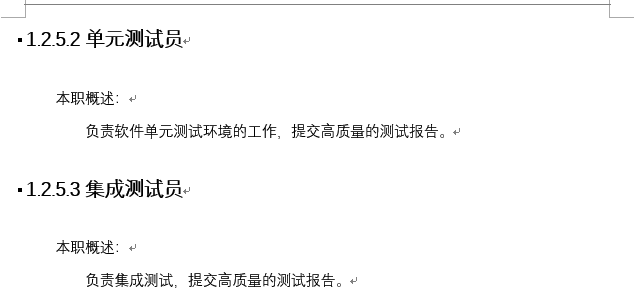 1.2.5.2 单元测试员
本职概述：
负责软件单元测试环境的工作，提交高质量的测试报告。
1.2.5.3 集成测试员
本职概述：
负责集成测试，提交高质量的测试报告。